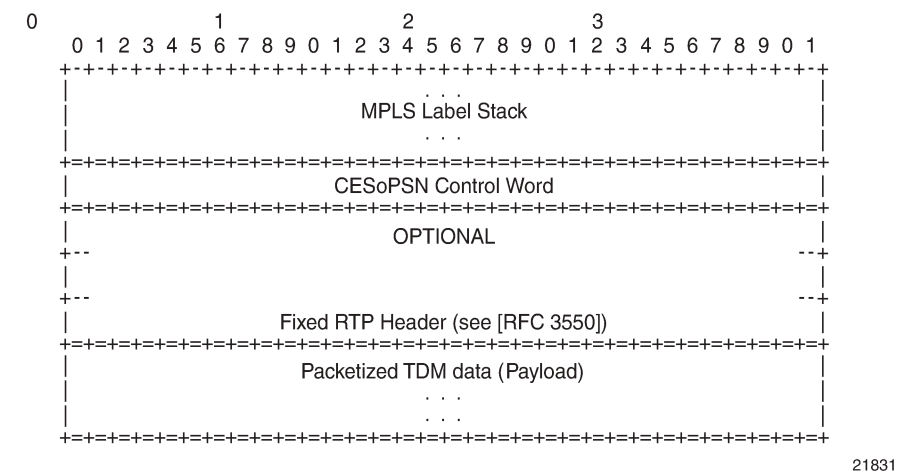 0 1 2 3
0 1 2 3 4 5 6 7 8 9 0 1 2 3 4 5 6 7 8 9 0 1 2 3 4 5 6 7 8 9 0 1
+-+-+-+-+-+-+-+-+-+-+-+-+-+-+-+-+-+-+-+-+-+-+-+-+-+-+-+-+-+-+-+-+
| . . . |
| MPLS Label Stack |
| . . . |
+=+=+=+=+=+=+=+=+=+=+=+=+=+=+=+=+=+=+=+=+=+=+=+=+=+=+=+=+=+=+=+=+
| CESoPSN Control Word |
+=+=+=+=+=+=+=+=+=+=+=+=+=+=+=+=+=+=+=+=+=+=+=+=+=+=+=+=+=+=+=+=+
| OPTIONAL |
+-- --+
| |
+-- --+
| Fixed RTP Header (see [RFC 3550]) |
+=+=+=+=+=+=+=+=+=+=+=+=+=+=+=+=+=+=+=+=+=+=+=+=+=+=+=+=+=+=+=+=+
| Packetized TDM data (Payload) |
| . . . |
| . . . |
+=+=+=+=+=+=+=+=+=+=+=+=+=+=+=+=+=+=+=+=+=+=+=+=+=+=+=+=+=+=+=+=+
21831